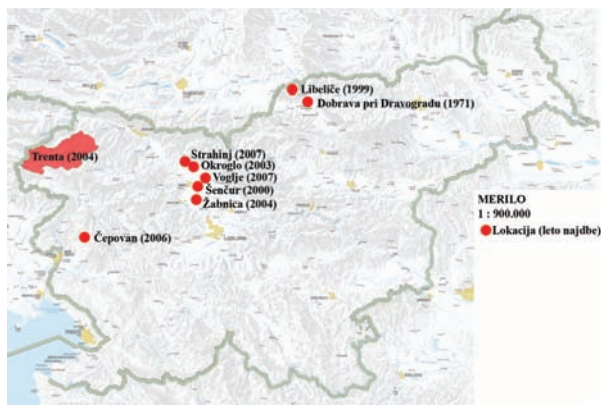 Libeliče (1999)
Dobrava pri Dravogradu (1971)
Trenta (2004)
Strahinj (2007)
Okroglo (2003)
Voglje (2007)
Šenčur (2000)
Žabnica (2004)
Čepovan (2006)
MERILO
1 : 900.000
Lokacija (leto najdbe)